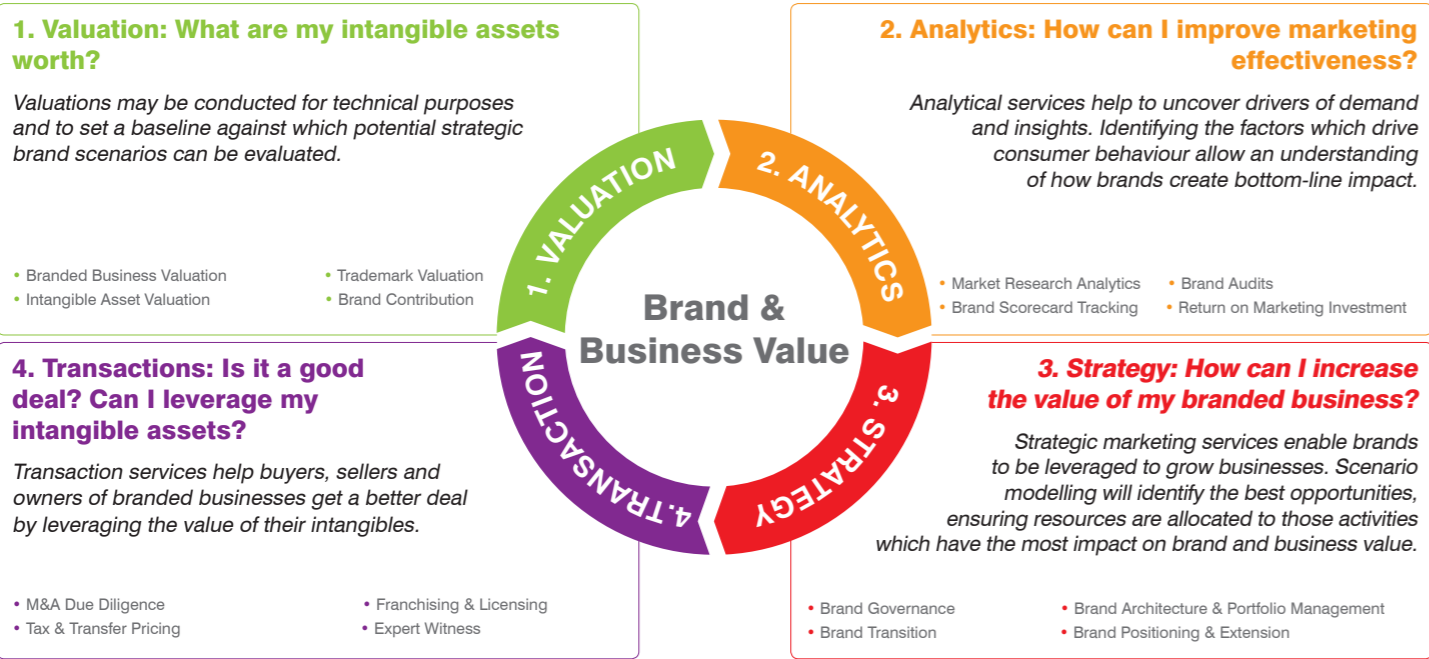 1. Valuation: What are my intangible assets
worth?
Valuations may be conducted for technical purposes
and to set a baseline against which potential strategic
brand scenarios can be evaluated.
• Branded Business Valuation
• Trademark Valuation
• Intangible Asset Valuation
• Brand Contribution
2. Analytics: How can I improve marketing
effectiveness?
Analytical services help to uncover drivers of demand
and insights. Identifying the factors which drive
consumer behaviour allow an understanding
of how brands create bottom-line impact.
• Market Research Analytics
• Brand Audits
• Brand Scorecard Tracking
• Return on Marketing Investment
1. VALUATION
2. ANALYTICS
3. STRATEGY
4. TRANSACTION
Brand &
Business Value
4. Transactions: Is it a good
deal? Can I leverage my
intangible assets?
Transaction services help buyers, sellers and
owners of branded businesses get a better deal
by leveraging the value of their intangibles.
• M&A Due Diligence
• Franchising & Licensing
• Tax & Transfer Pricing
• Expert Witness
3. Strategy: How can I increase
the value of my branded business?
Strategic marketing services enable brands
to be leveraged to grow businesses. Scenario
modelling will identify the best opportunities,
ensuring resources are allocated to those activities
which have the most impact on brand and business value.
• Brand Governance
• Brand Architecture & Portfolio Management
• Brand Transition
• Brand Positioning & Extension